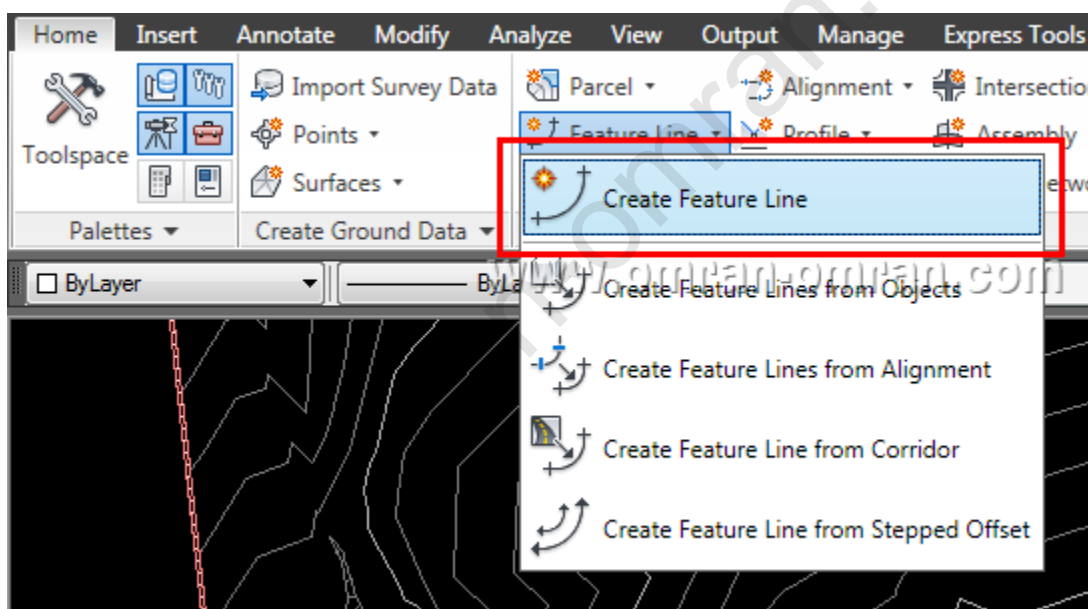 Home Insert Annotate Modify Analyze View Output Manage Express Tools
Import Survey Data Parcel Alignment Intersectio
Toolspace Points Feature Line Profile Assembly
Surfaces
Create Feature Line
Palettes Create Ground Data
ByLayer ByLa
www.omran-omran.com
Create Feature Lines from Objects
Create Feature Lines from Alignment
Create Feature Line from Corridor
Create Feature Line from Stepped Offset